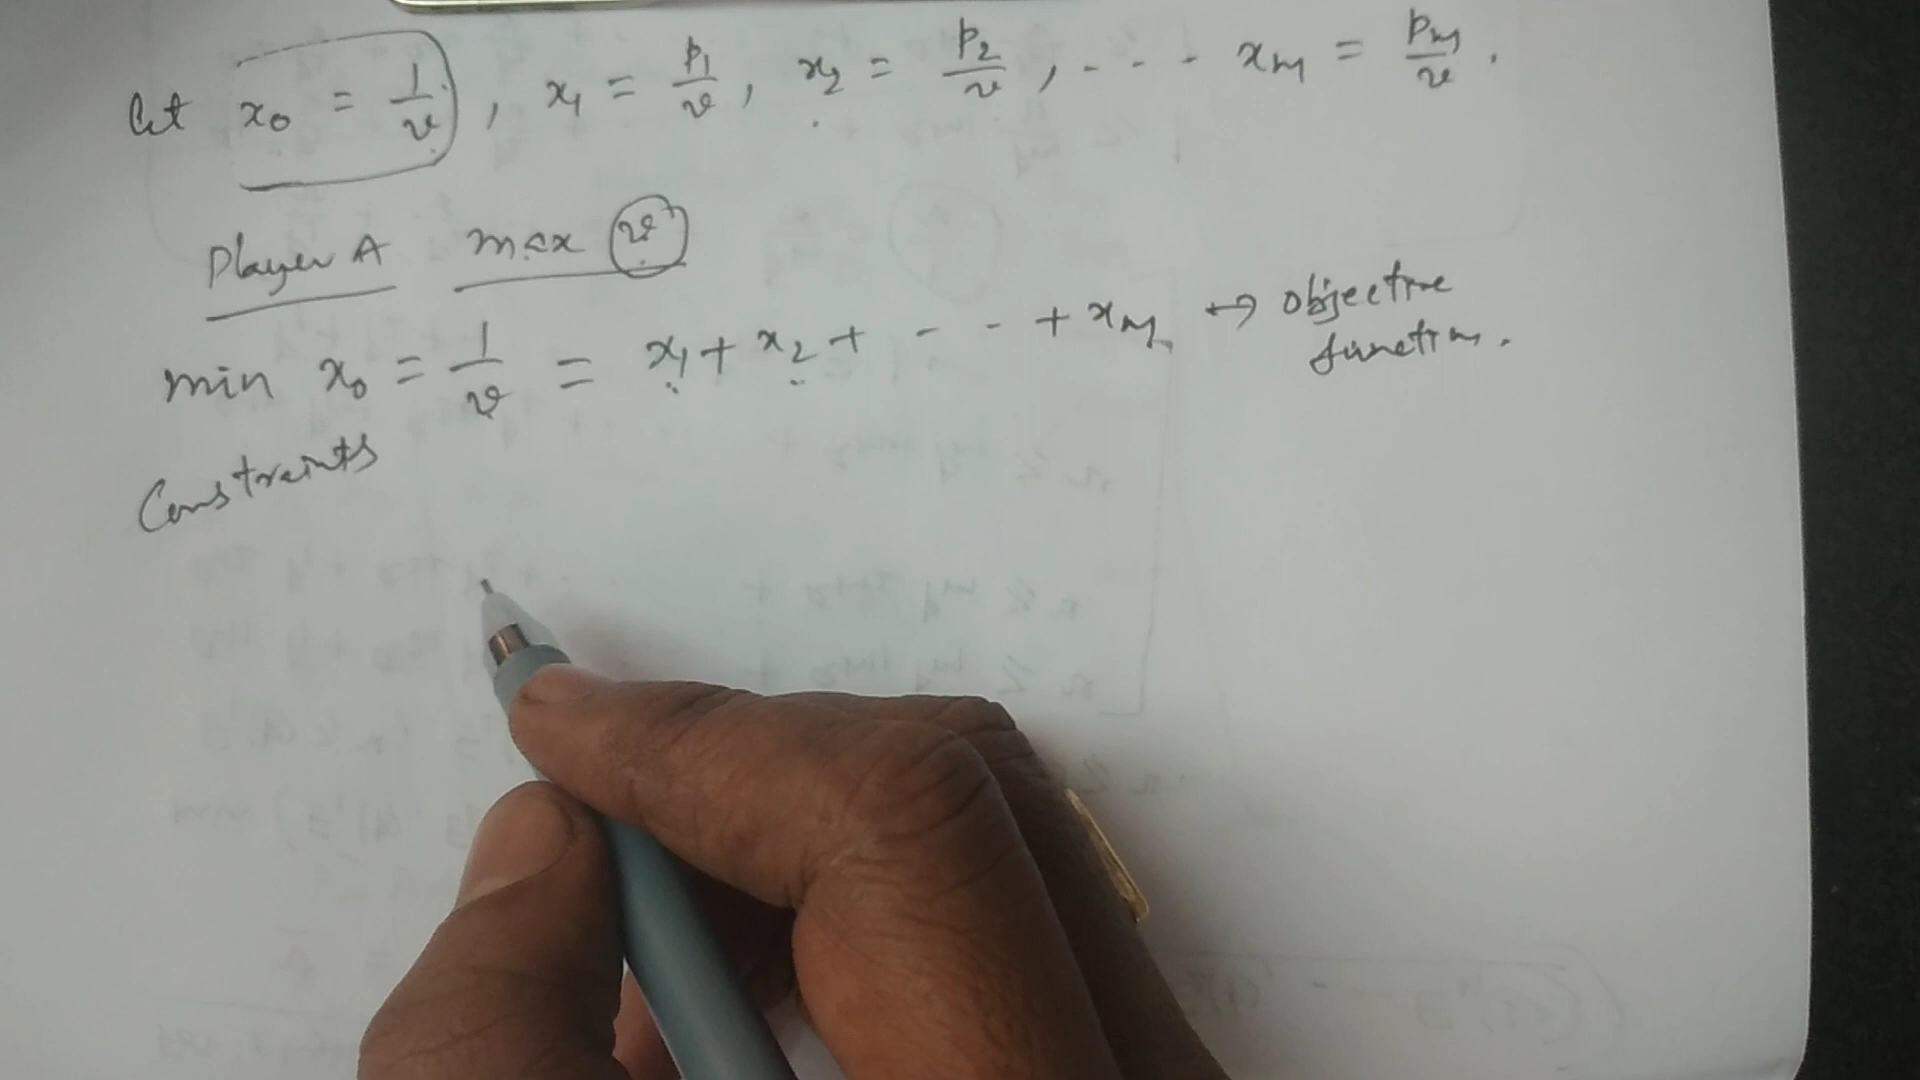 let x₀ = 1/v, x₁ = p₁/v, x₂ = p₂/v, - - - xₘ = pₘ/v.
Player A max v
min x₀ = 1/v = x₁ + x₂ + - - - + xₘ → objective
function.
Constraints